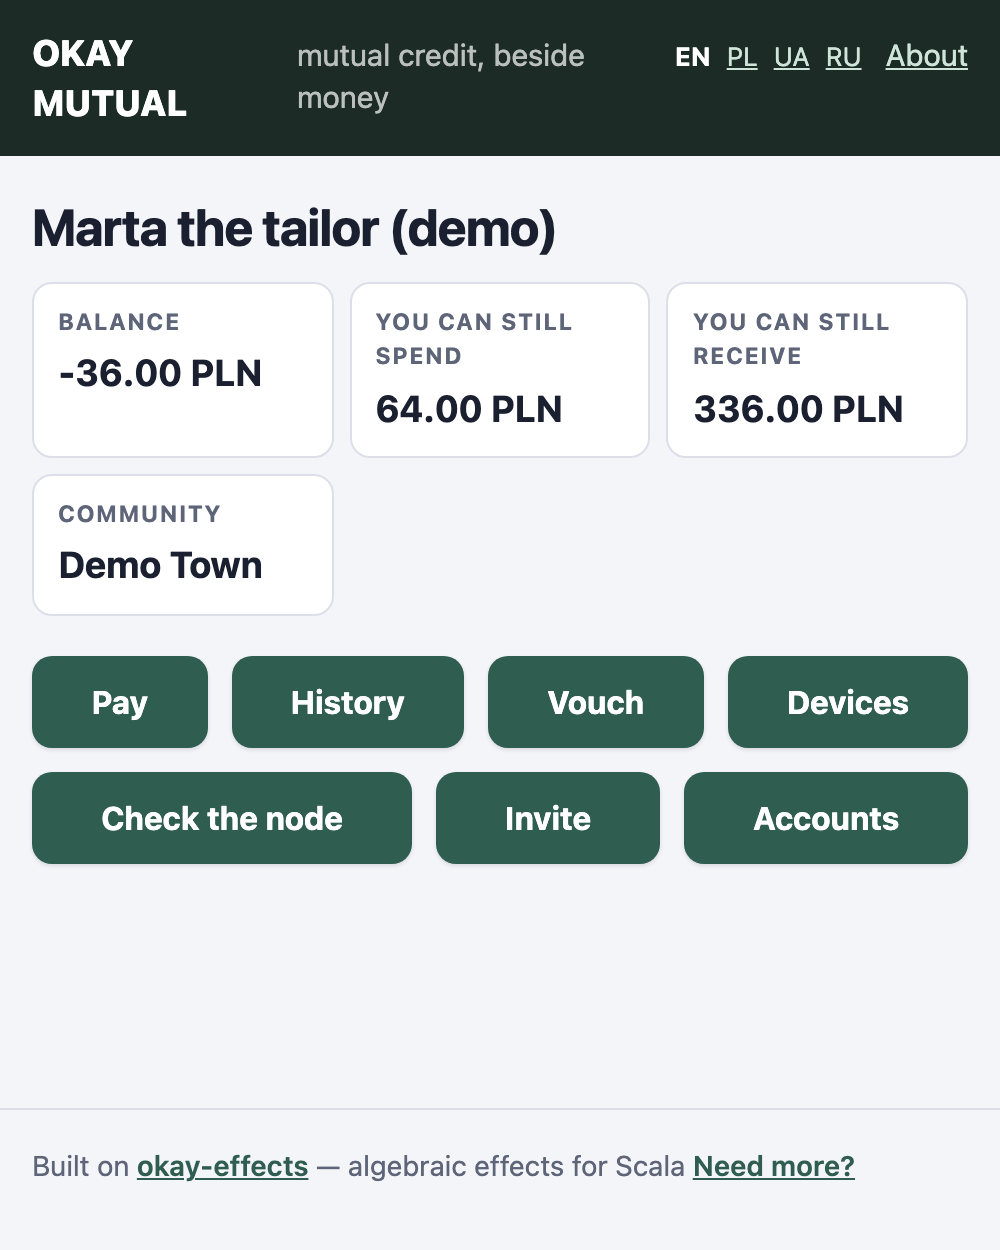 OKAY MUTUAL
mutual credit, beside money
EN PL UA RU About
Marta the tailor (demo)
BALANCE
-36.00 PLN
YOU CAN STILL SPEND
64.00 PLN
YOU CAN STILL RECEIVE
336.00 PLN
COMMUNITY
Demo Town
Pay
History
Vouch
Devices
Check the node
Invite
Accounts
Built on okay-effects — algebraic effects for Scala Need more?